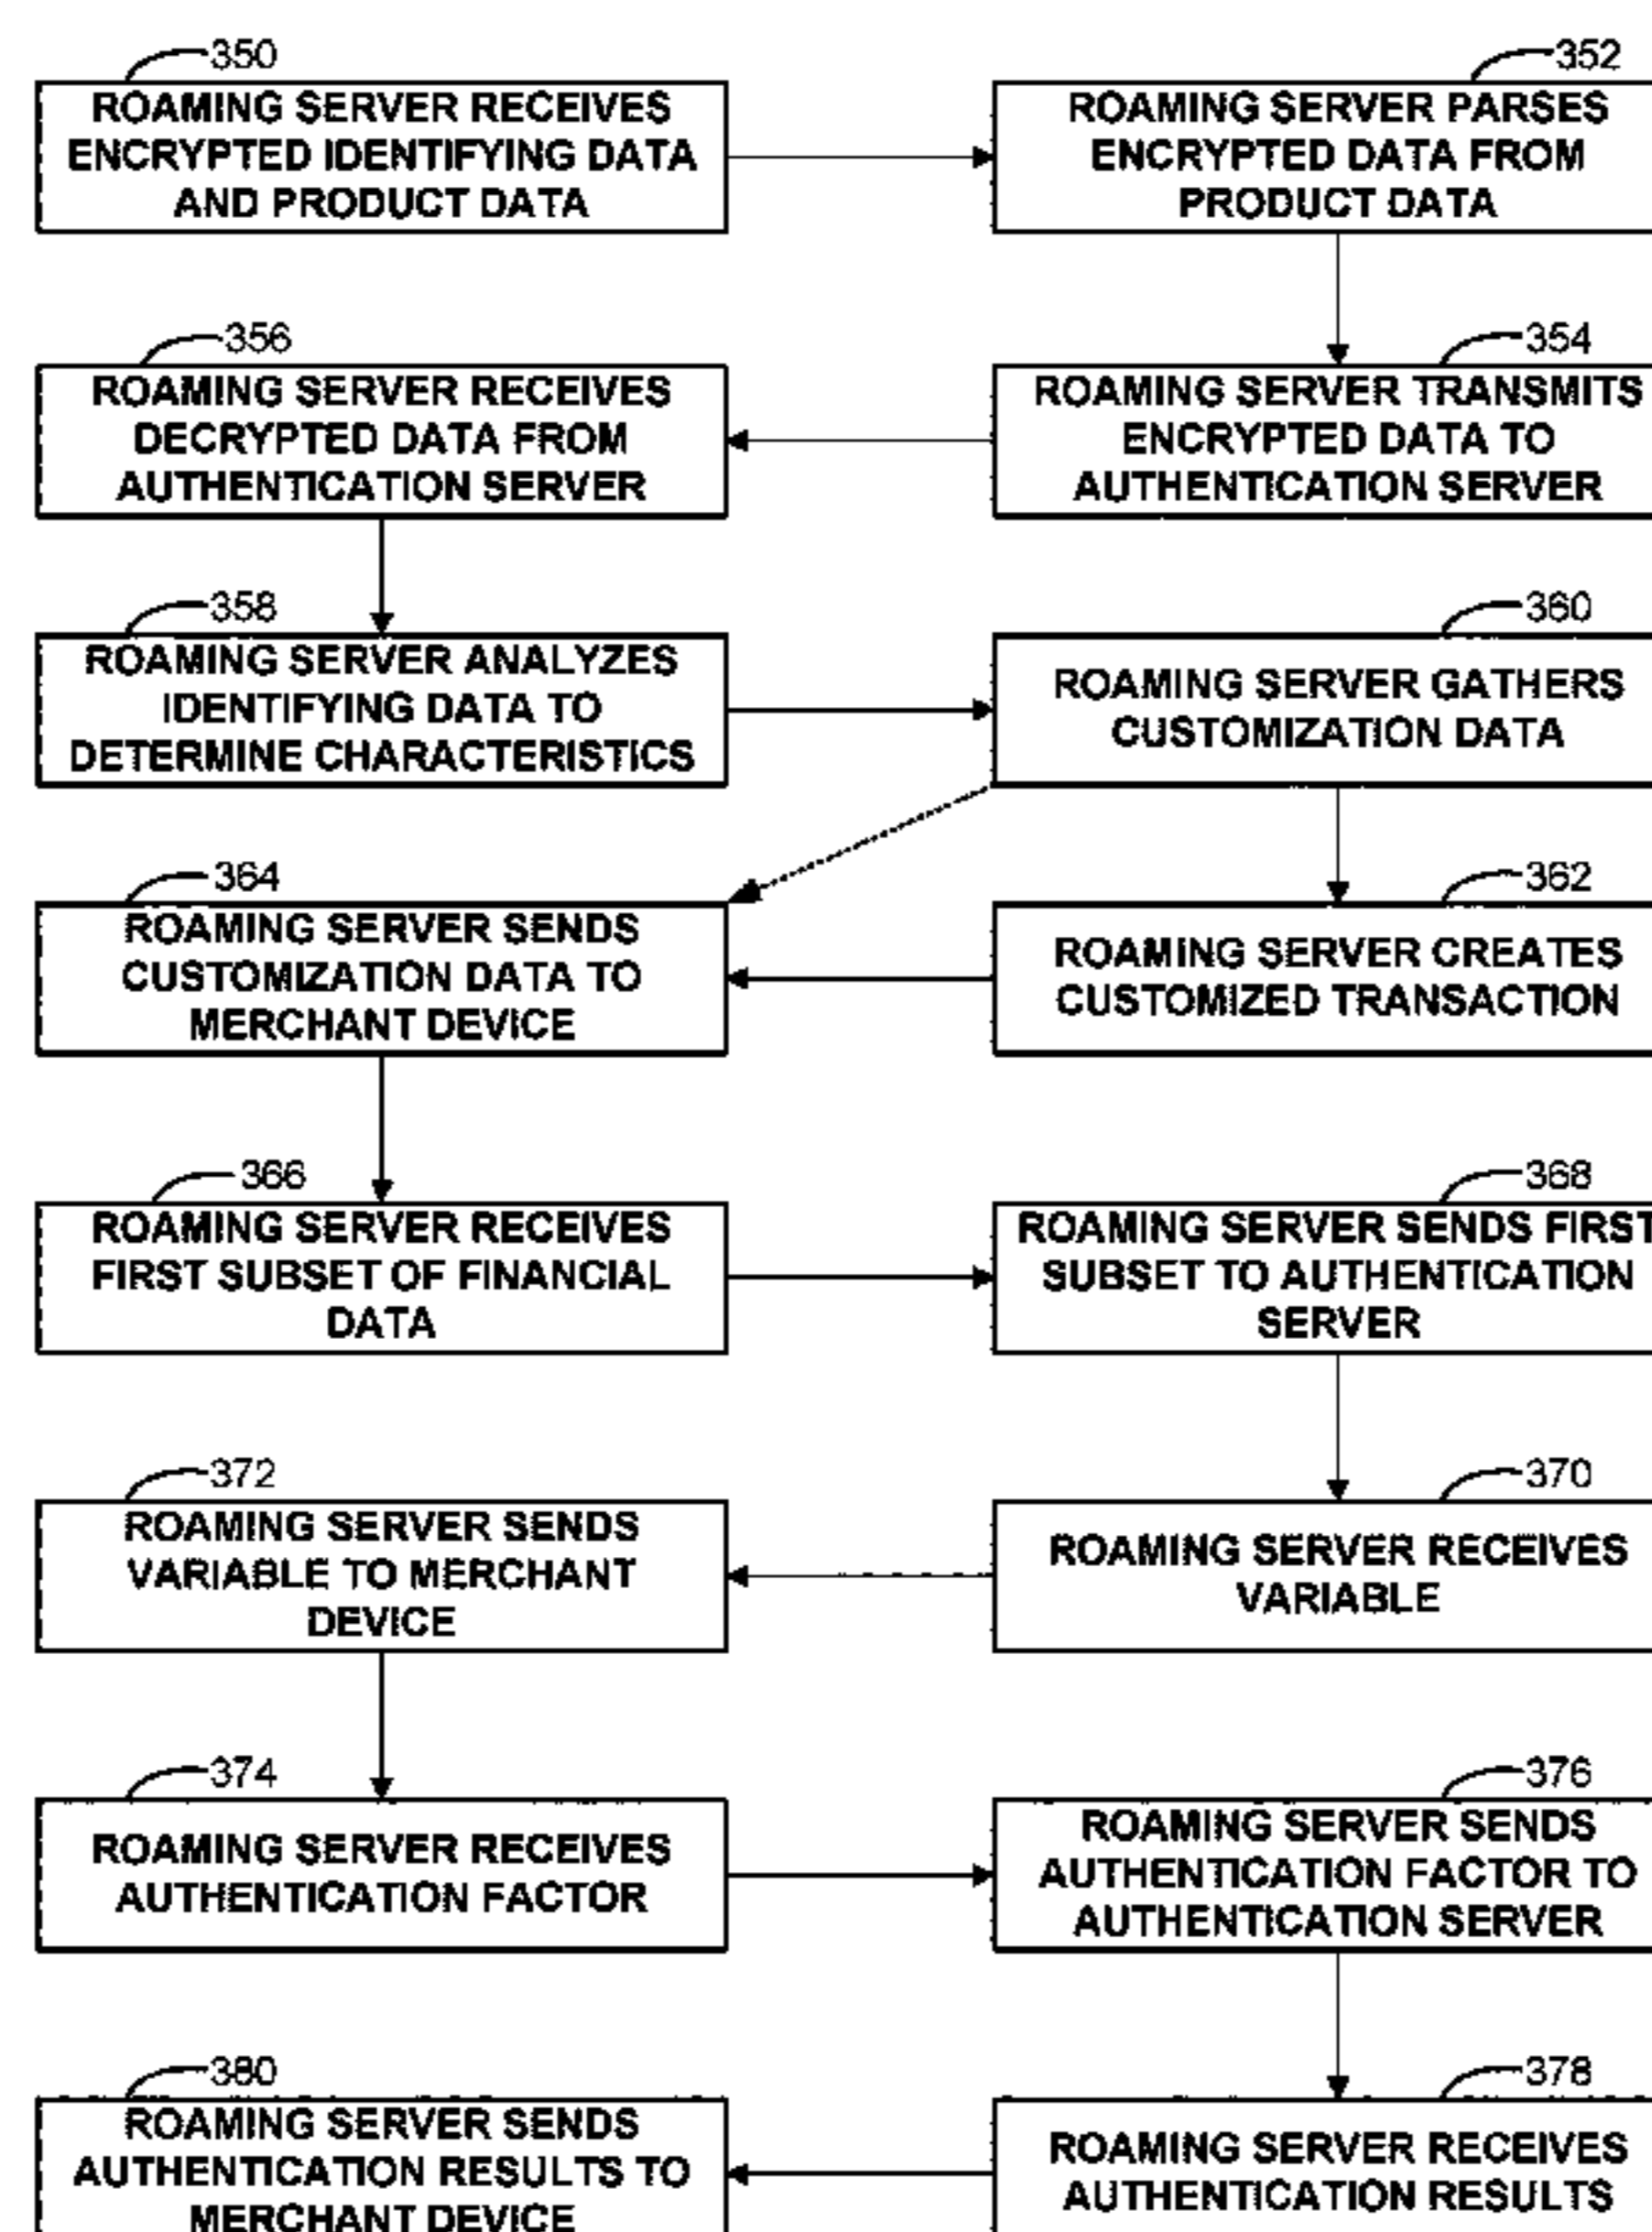 350
ROAMING SERVER RECEIVES
ENCRYPTED IDENTIFYING DATA
AND PRODUCT DATA
352
ROAMING SERVER PARSES
ENCRYPTED DATA FROM
PRODUCT DATA
356
ROAMING SERVER RECEIVES
DECRYPTED DATA FROM
AUTHENTICATION SERVER
354
ROAMING SERVER TRANSMITS
ENCRYPTED DATA TO
AUTHENTICATION SERVER
358
ROAMING SERVER ANALYZES
IDENTIFYING DATA TO
DETERMINE CHARACTERISTICS
360
ROAMING SERVER GATHERS
CUSTOMIZATION DATA
364
ROAMING SERVER SENDS
CUSTOMIZATION DATA TO
MERCHANT DEVICE
362
ROAMING SERVER CREATES
CUSTOMIZED TRANSACTION
366
ROAMING SERVER RECEIVES
FIRST SUBSET OF FINANCIAL
DATA
368
ROAMING SERVER SENDS FIRST
SUBSET TO AUTHENTICATION
SERVER
372
ROAMING SERVER SENDS
VARIABLE TO MERCHANT
DEVICE
370
ROAMING SERVER RECEIVES
VARIABLE
374
ROAMING SERVER RECEIVES
AUTHENTICATION FACTOR
376
ROAMING SERVER SENDS
AUTHENTICATION FACTOR TO
AUTHENTICATION SERVER
380
ROAMING SERVER SENDS
AUTHENTICATION RESULTS TO
MERCHANT DEVICE
378
ROAMING SERVER RECEIVES
AUTHENTICATION RESULTS